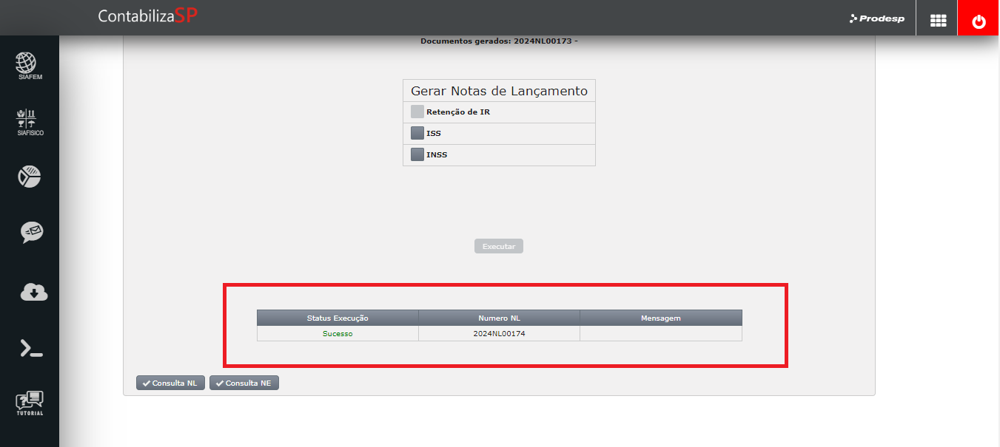 ContabilizaSP
Prodesp
SIAFEM
SIAFISICO
TUTORIAL
Documentos gerados: 2024NL00173 -
Gerar Notas de Lançamento
Retenção de IR
ISS
INSS
Executar
Status Execução Numero NL Mensagem
Sucesso 2024NL00174
Consulta NL Consulta NE